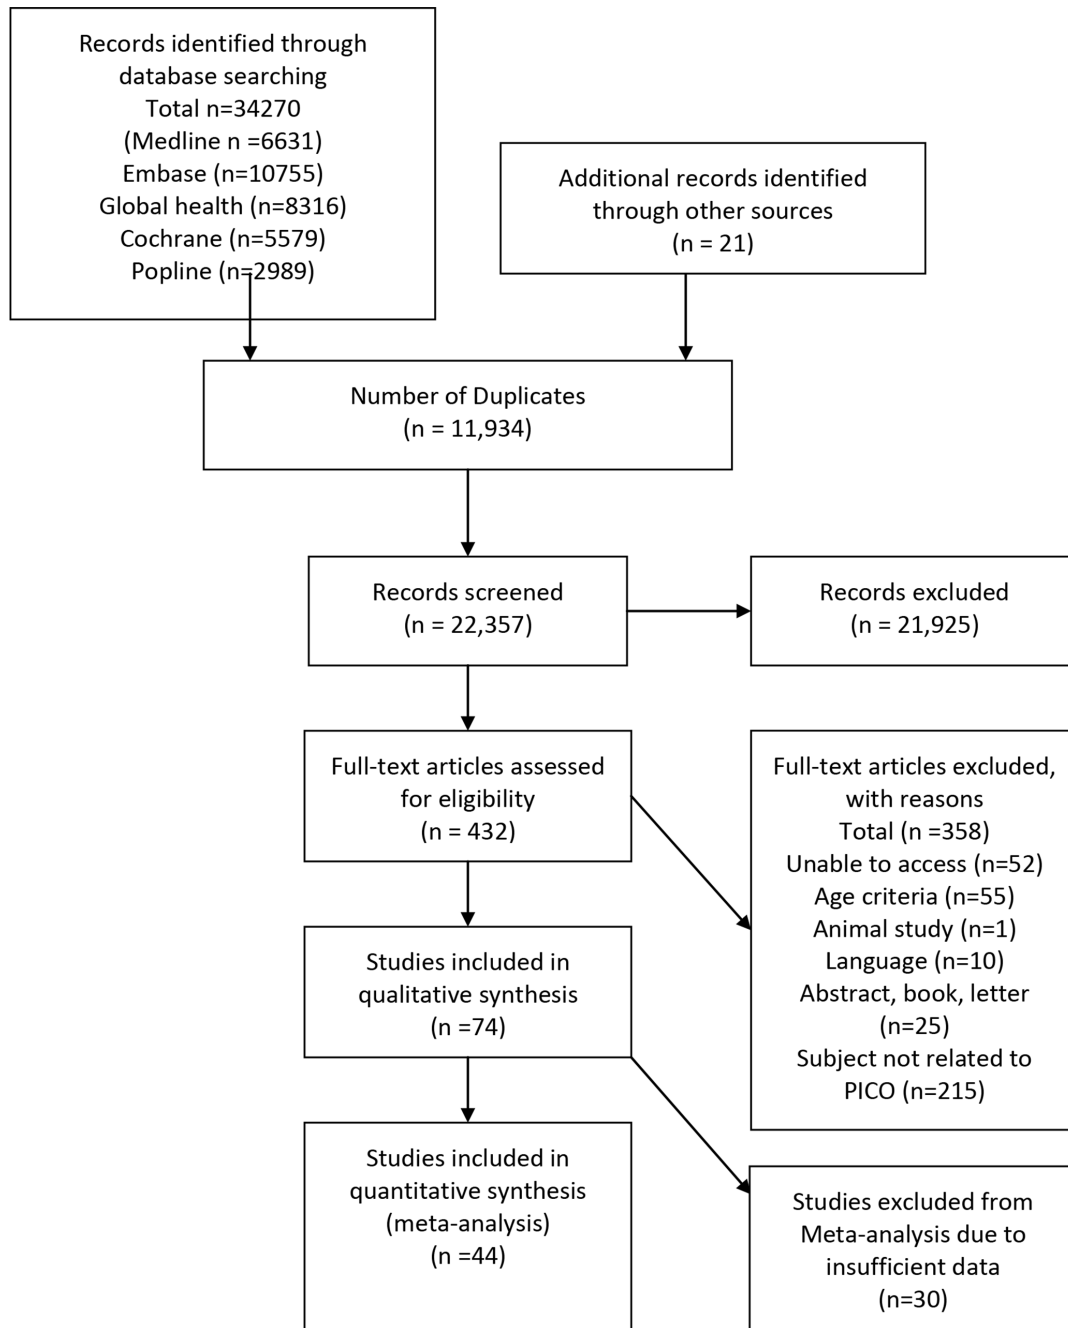 Records identified through
database searching
Total n=34270
(Medline n =6631)
Embase (n=10755)
Global health (n=8316)
Cochrane (n=5579)
Popline (n=2989)
Additional records identified
through other sources
(n = 21)
Number of Duplicates
(n = 11,934)
Records screened
(n = 22,357)
Records excluded
(n = 21,925)
Full-text articles assessed
for eligibility
(n = 432)
Full-text articles excluded,
with reasons
Total (n =358)
Unable to access (n=52)
Age criteria (n=55)
Animal study (n=1)
Language (n=10)
Abstract, book, letter
(n=25)
Subject not related to
PICO (n=215)
Studies included in
qualitative synthesis
(n =74)
Studies included in
quantitative synthesis
(meta-analysis)
(n =44)
Studies excluded from
Meta-analysis due to
insufficient data
(n=30)